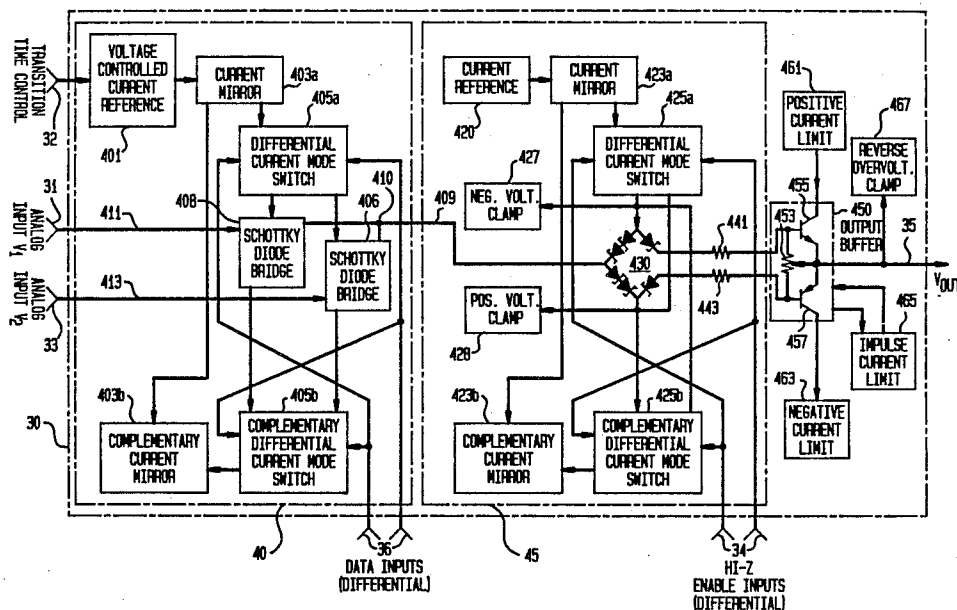 TRANSITION
TIME CONTROL
32
VOLTAGE
CONTROLLED
CURRENT
REFERENCE
401
CURRENT
MIRROR
403a
405a
DIFFERENTIAL
CURRENT MODE
SWITCH
408
406
410
409
31
ANALOG
INPUT V1
411
SCHOTTKY
DIODE
BRIDGE
SCHOTTKY
DIODE
BRIDGE
ANALOG
INPUT V2
33
413
403b
COMPLEMENTARY
CURRENT
MIRROR
405b
COMPLEMENTARY
DIFFERENTIAL
CURRENT MODE
SWITCH
30
40
36
DATA INPUTS
(DIFFERENTIAL)
CURRENT
REFERENCE
420
CURRENT
MIRROR
423a
425a
DIFFERENTIAL
CURRENT MODE
SWITCH
427
NEG. VOLT.
CLAMP
430
441
443
POS. VOLT.
CLAMP
428
423b
COMPLEMENTARY
CURRENT
MIRROR
425b
COMPLEMENTARY
DIFFERENTIAL
CURRENT MODE
SWITCH
45
34
HI-Z
ENABLE INPUTS
(DIFFERENTIAL)
461
POSITIVE
CURRENT
LIMIT
467
REVERSE
OVERVOLT.
CLAMP
455
453
450
OUTPUT
BUFFER
35
VOUT
457
465
IMPULSE
CURRENT
LIMIT
463
NEGATIVE
CURRENT
LIMIT